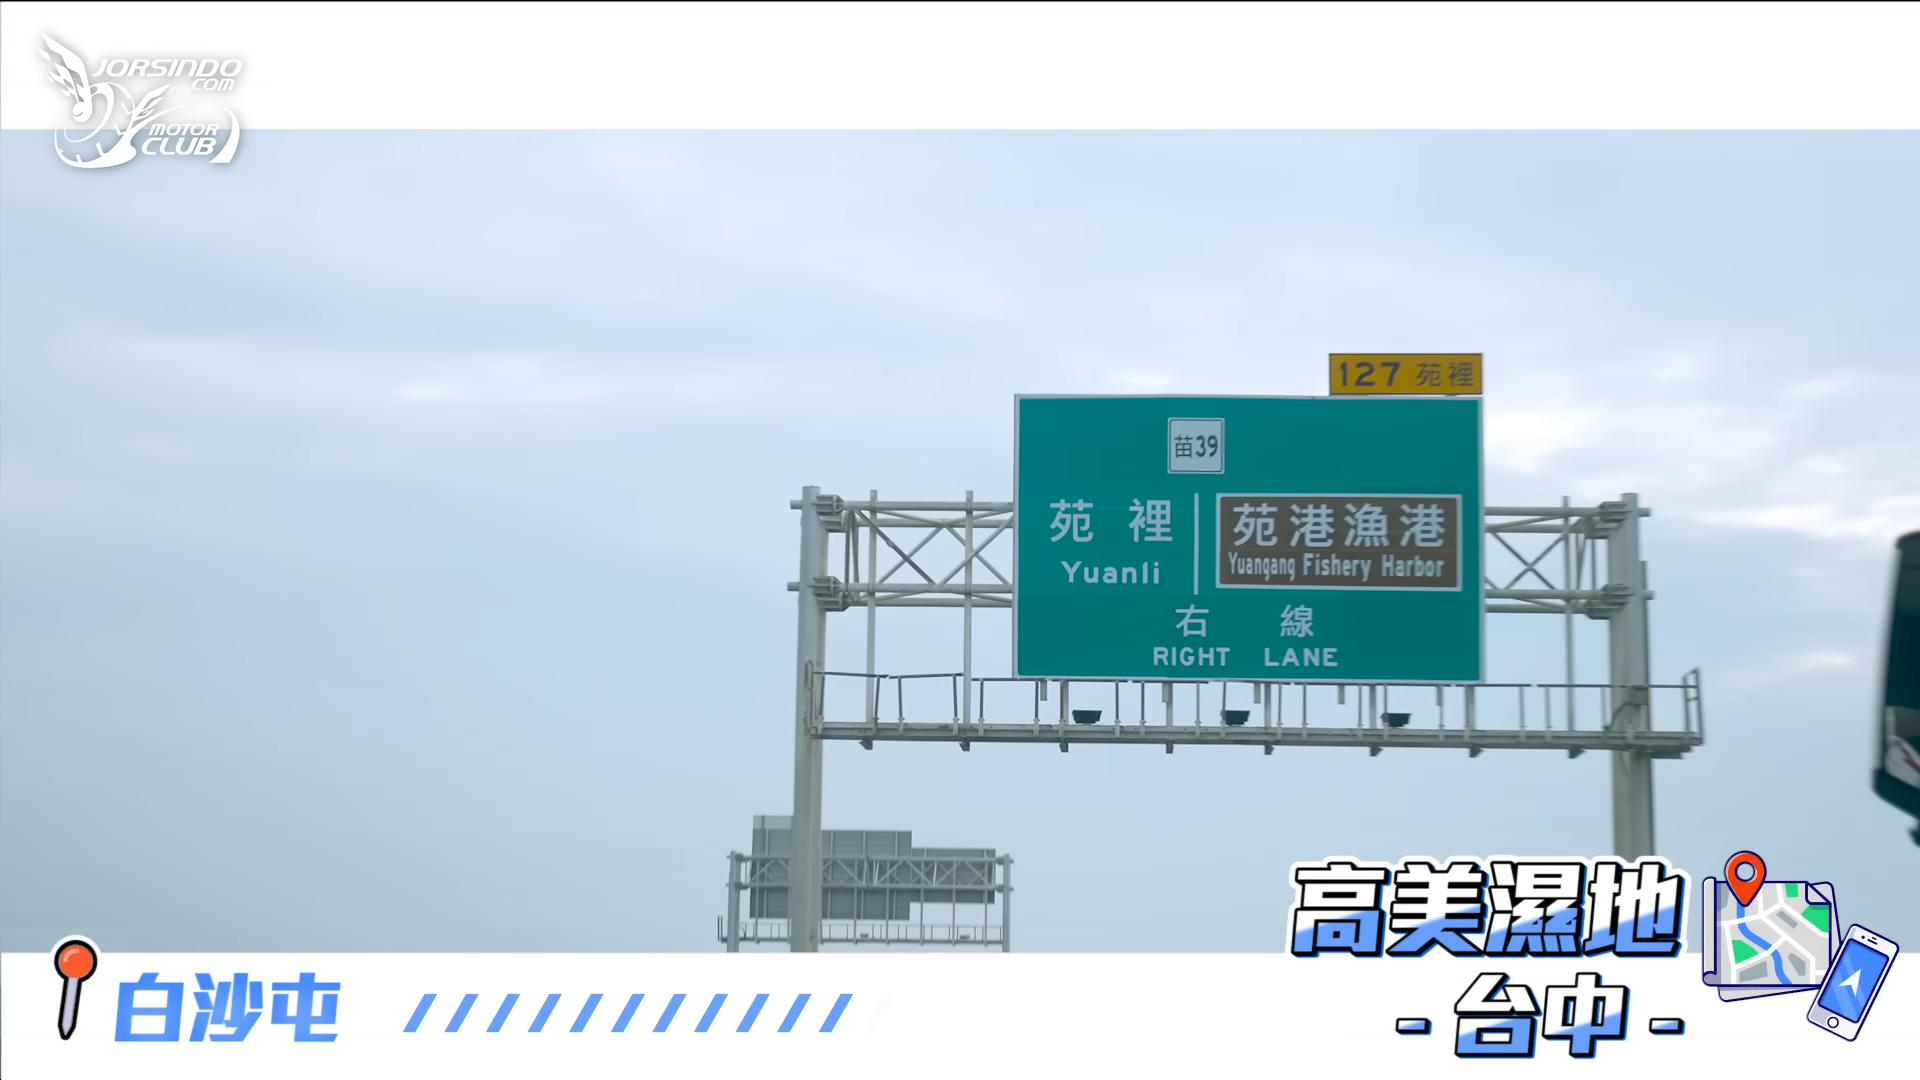 JORSINDO
.COM
MOTOR
CLUB
127 苑裡
苗39
苑裡
Yuanli
苑港漁港
Yuangang Fishery Harbor
右線
RIGHT LANE
高美濕地
-台中-
白沙屯